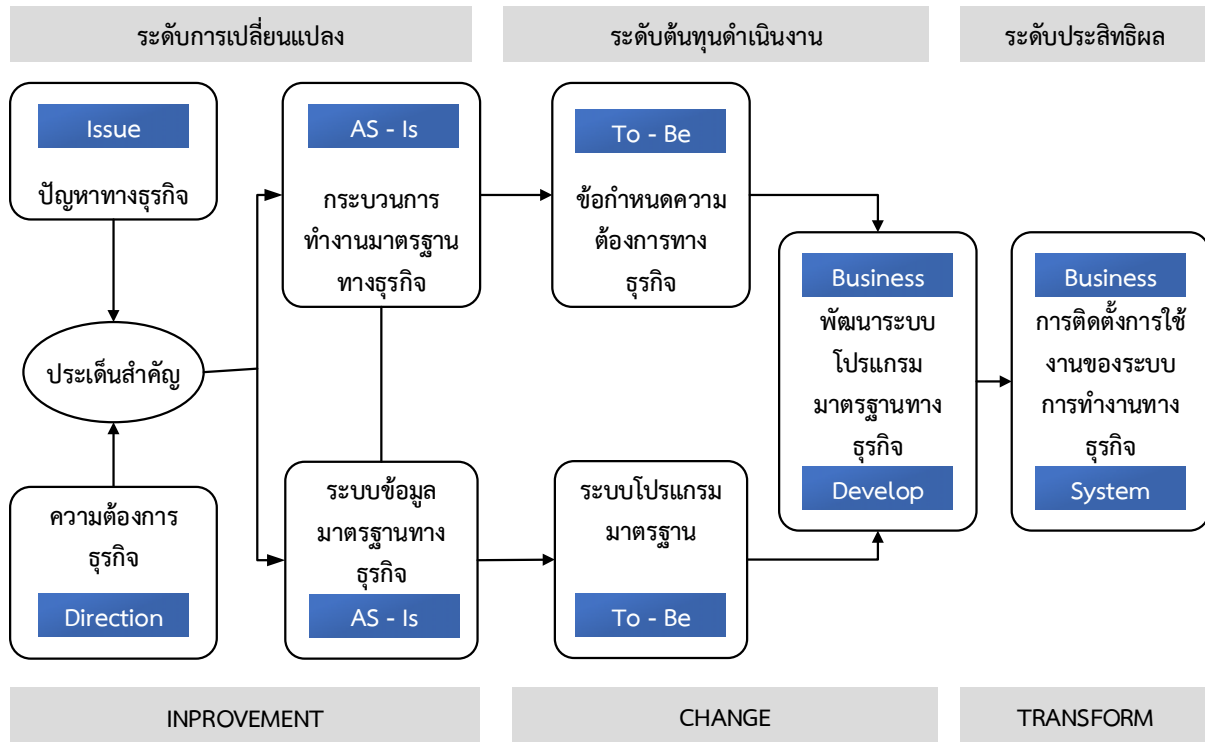 ระดับการเปลี่ยนแปลง
ระดับต้นทุนดำเนินงาน
ระดับประสิทธิผล
Issue
ปัญหาทางธุรกิจ
AS - Is
กระบวนการ
ทำงานมาตรฐาน
ทางธุรกิจ
To - Be
ข้อกำหนดความ
ต้องการทาง
ธุรกิจ
ประเด็นสำคัญ
Business
พัฒนาระบบ
โปรแกรม
มาตรฐานทาง
ธุรกิจ
Develop
Business
การติดตั้งการใช้
งานของระบบ
การทำงานทาง
ธุรกิจ
System
ความต้องการ
ธุรกิจ
Direction
ระบบข้อมูล
มาตรฐานทาง
ธุรกิจ
AS - Is
ระบบโปรแกรม
มาตรฐาน
To - Be
INPROVEMENT
CHANGE
TRANSFORM